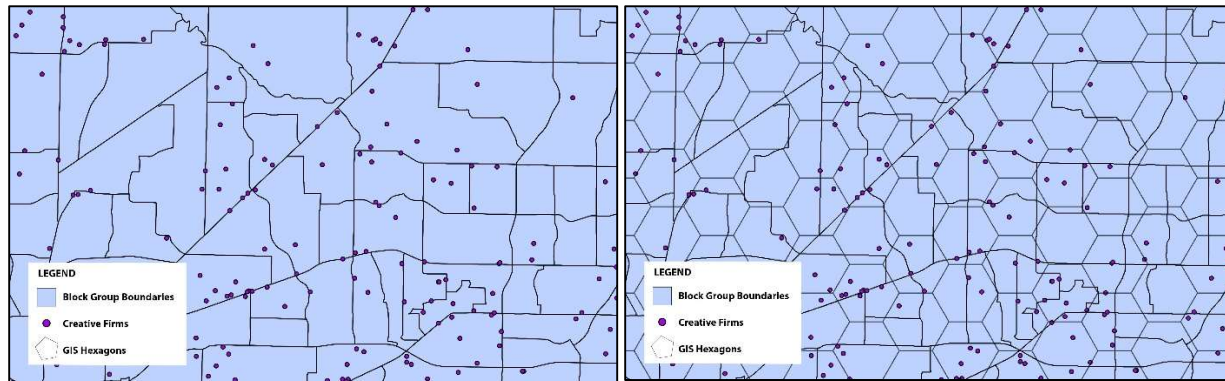 LEGEND
Block Group Boundaries
Creative Firms
GIS Hexagons
LEGEND
Block Group Boundaries
Creative Firms
GIS Hexagons